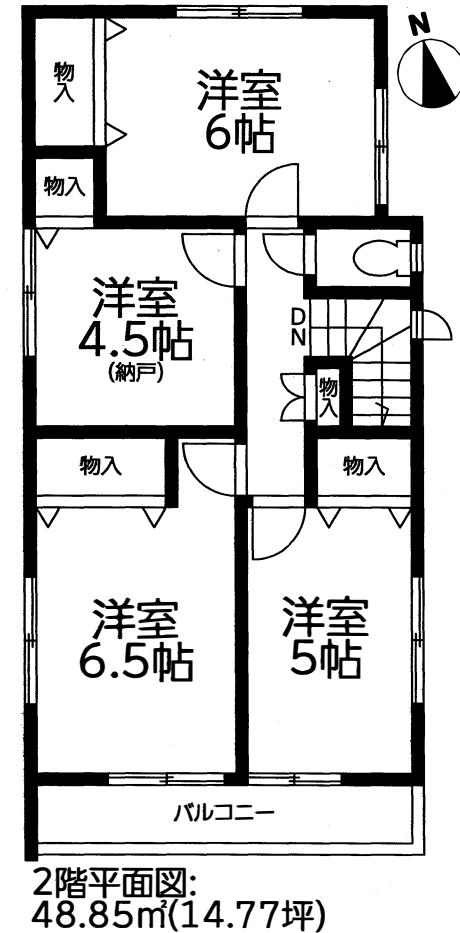 N
物入
洋室
6帖
物入
洋室
4.5帖
(納戸)
DN
物入
物入
物入
洋室
6.5帖
洋室
5帖
バルコニー
2階平面図:
48.85㎡(14.77坪)